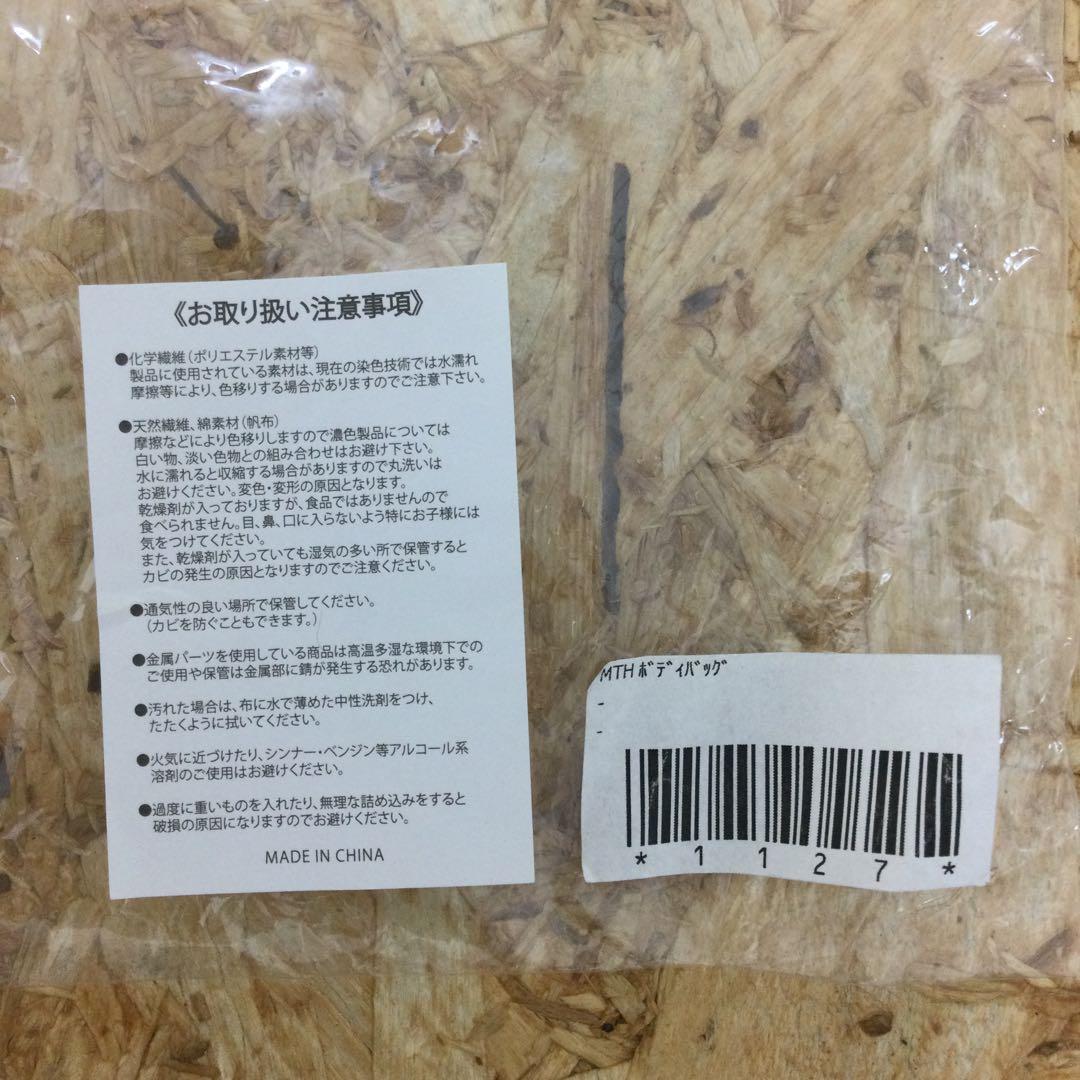 《お取り扱い注意事項》
●化学繊維(ポリエステル素材等)
製品に使用されている素材は、現在の染色技術では水濡れ
摩擦等により、色移りする場合がありますのでご注意下さい。
●天然繊維、綿素材(帆布)
摩擦などにより色移りしますので濃色製品については
白い物、淡い色物との組み合わせはお避け下さい。
水に濡れると収縮する場合がありますので丸洗いは
お避けください。変色・変形の原因となります。
乾燥剤が入っておりますが、食品ではありませんので
食べられません。目、鼻、口に入らないよう特にお子様には
気をつけてください。
また、乾燥剤が入っていても湿気の多い所で保管すると
カビの発生の原因となりますのでご注意ください。
●通気性の良い場所で保管してください。
(カビを防ぐこともできます。)
●金属パーツを使用している商品は高温多湿な環境下での
ご使用や保管は金属部に錆が発生する恐れがあります。
●汚れた場合は、布に水で薄めた中性洗剤をつけ、
たたくように拭いてください。
●火気に近づけたり、シンナー・ベンジン等アルコール系
溶剤のご使用はお避けください。
●過度に重いものを入れたり、無理な詰め込みをすると
破損の原因になりますのでお避けください。
MADE IN CHINA
MTHﾎﾞﾃﾞｨﾊﾞｯｸﾞ
-
-
*1127*